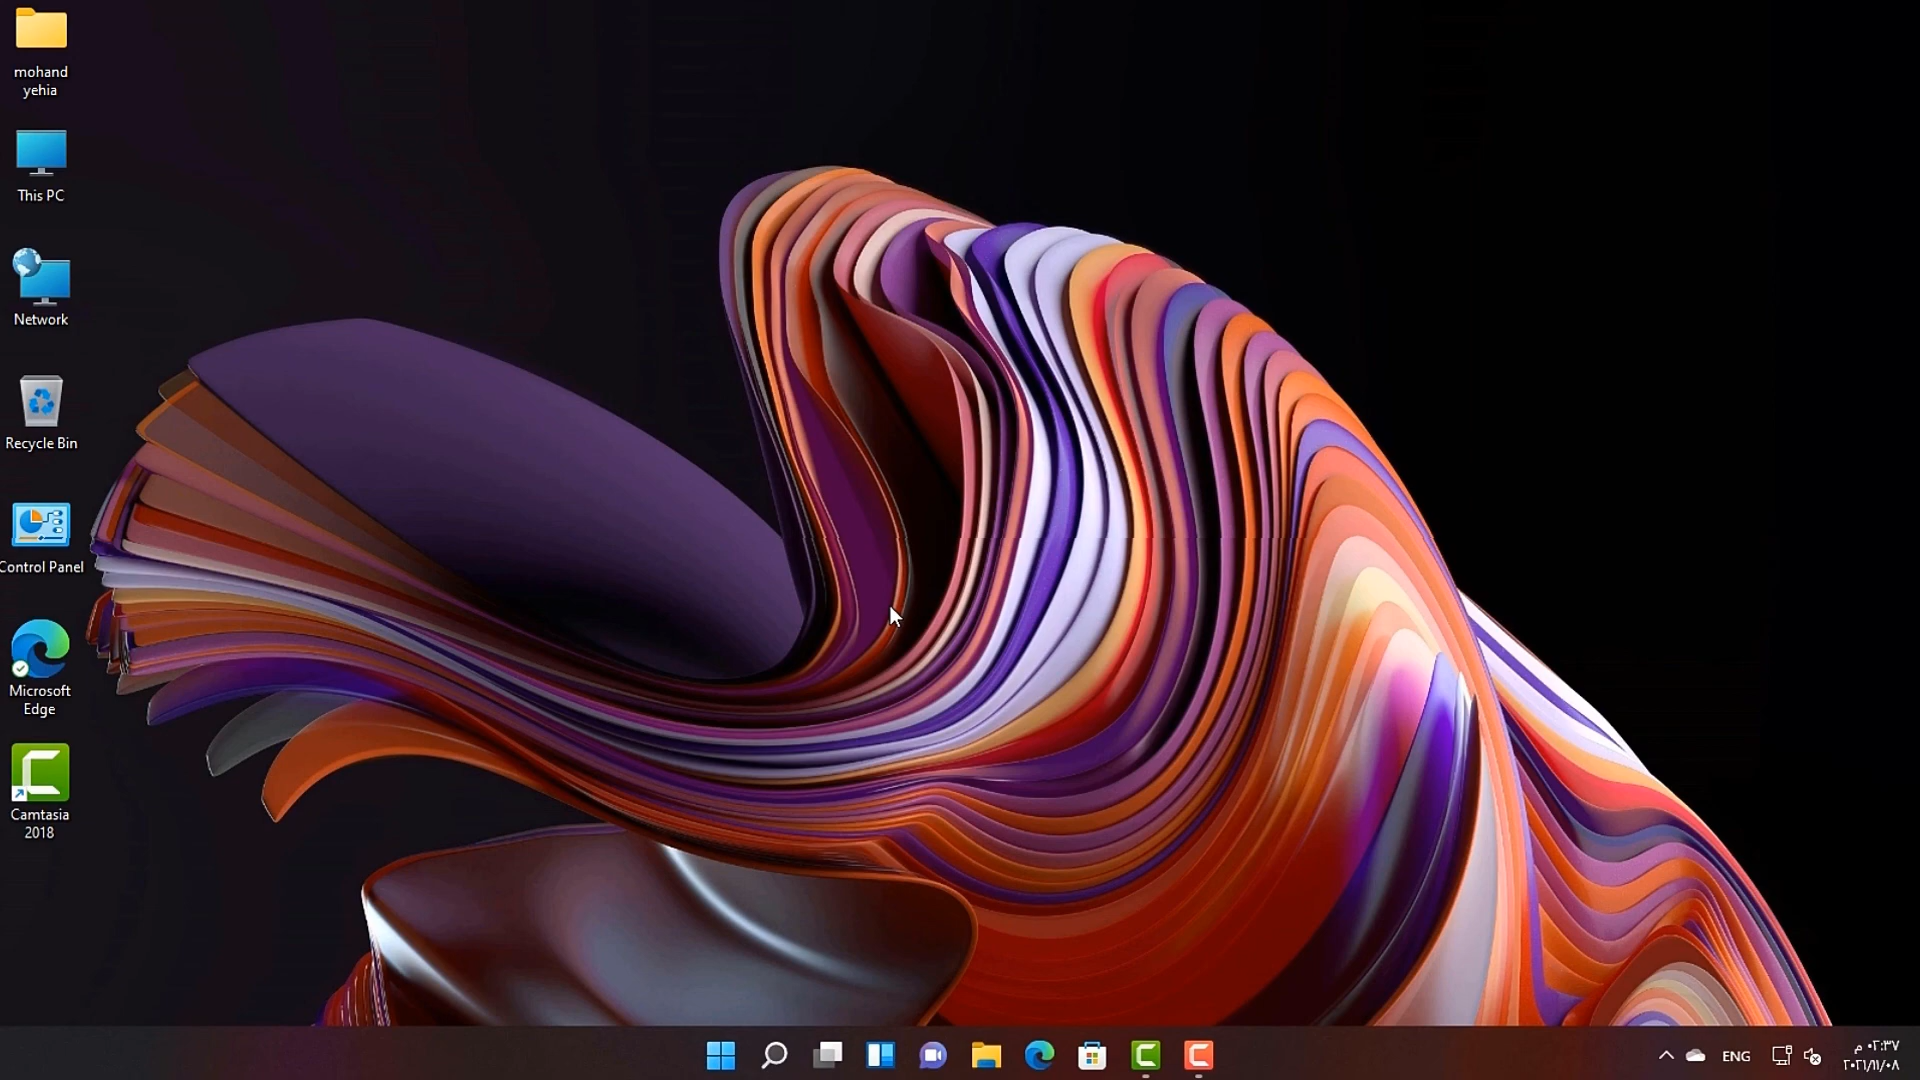 mohand
yehia
This PC
Network
Recycle Bin
Control Panel
Microsoft
Edge
Camtasia
2018
ENG
٠٢:٣٧ م
٢٠٢١/١١/٠٨